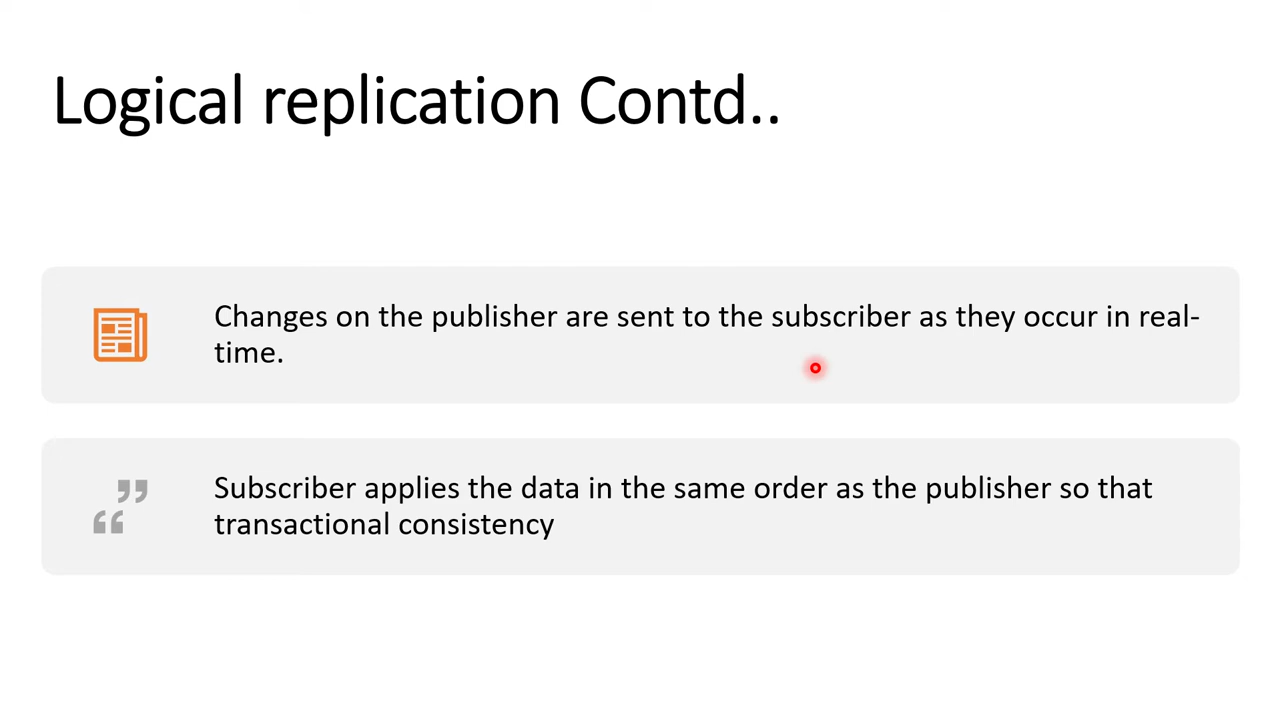 Logical replication Contd..
Changes on the publisher are sent to the subscriber as they occur in real-
time.
Subscriber applies the data in the same order as the publisher so that
transactional consistency